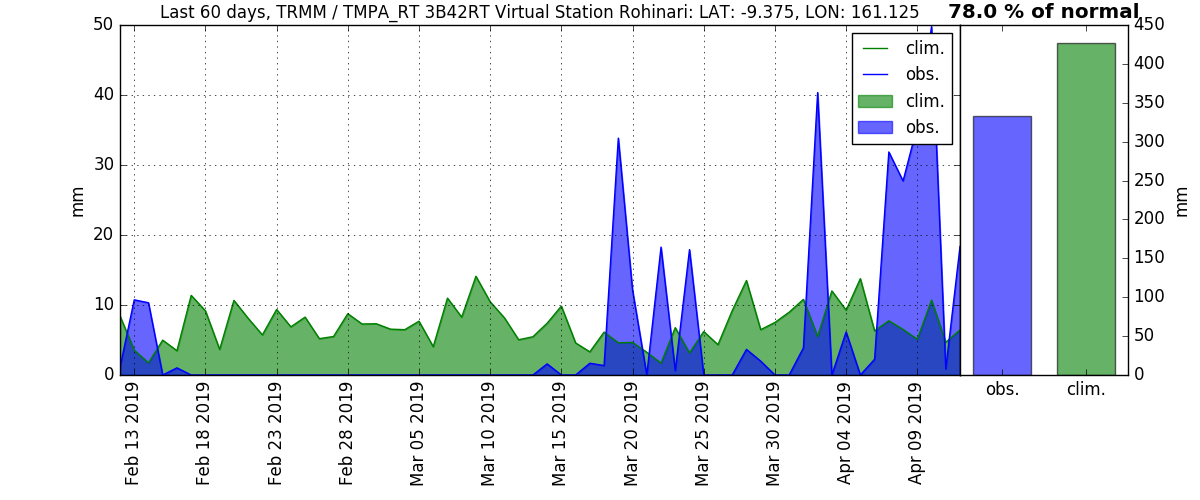 Last 60 days, TRMM / TMPA_RT 3B42RT Virtual Station Rohinari: LAT: -9.375, LON: 161.125
78.0 % of normal
50
40
30
20
10
0
mm
clim.
obs.
clim.
obs.
450
400
350
300
250
200
150
100
50
0
mm
obs.
clim.
Feb 13 2019
Feb 18 2019
Feb 23 2019
Feb 28 2019
Mar 05 2019
Mar 10 2019
Mar 15 2019
Mar 20 2019
Mar 25 2019
Mar 30 2019
Apr 04 2019
Apr 09 2019